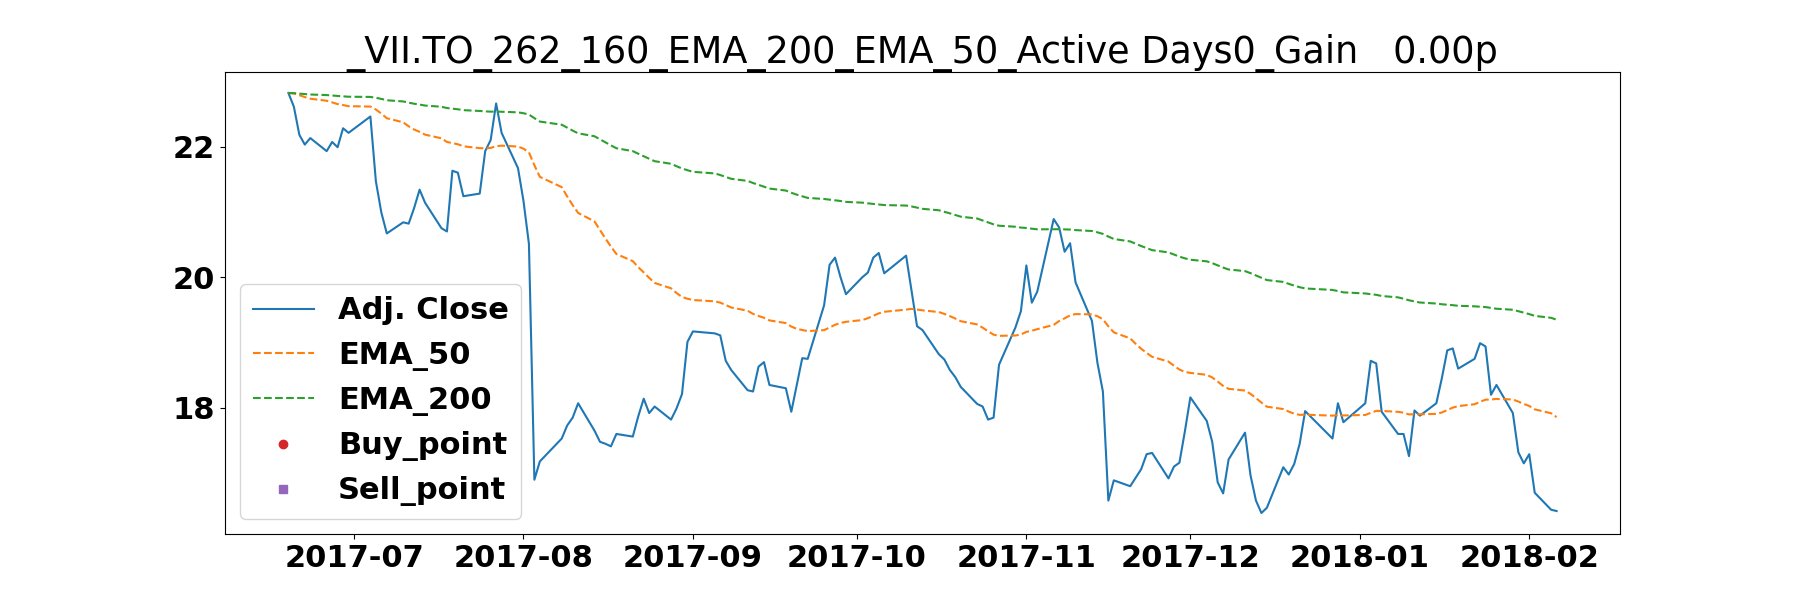 _VII.TO_262_160_EMA_200_EMA_50_Active Days0_Gain   0.00p
22
20
18
Adj. Close
EMA_50
EMA_200
Buy_point
Sell_point
2017-07 2017-08 2017-09 2017-10 2017-11 2017-12 2018-01 2018-02